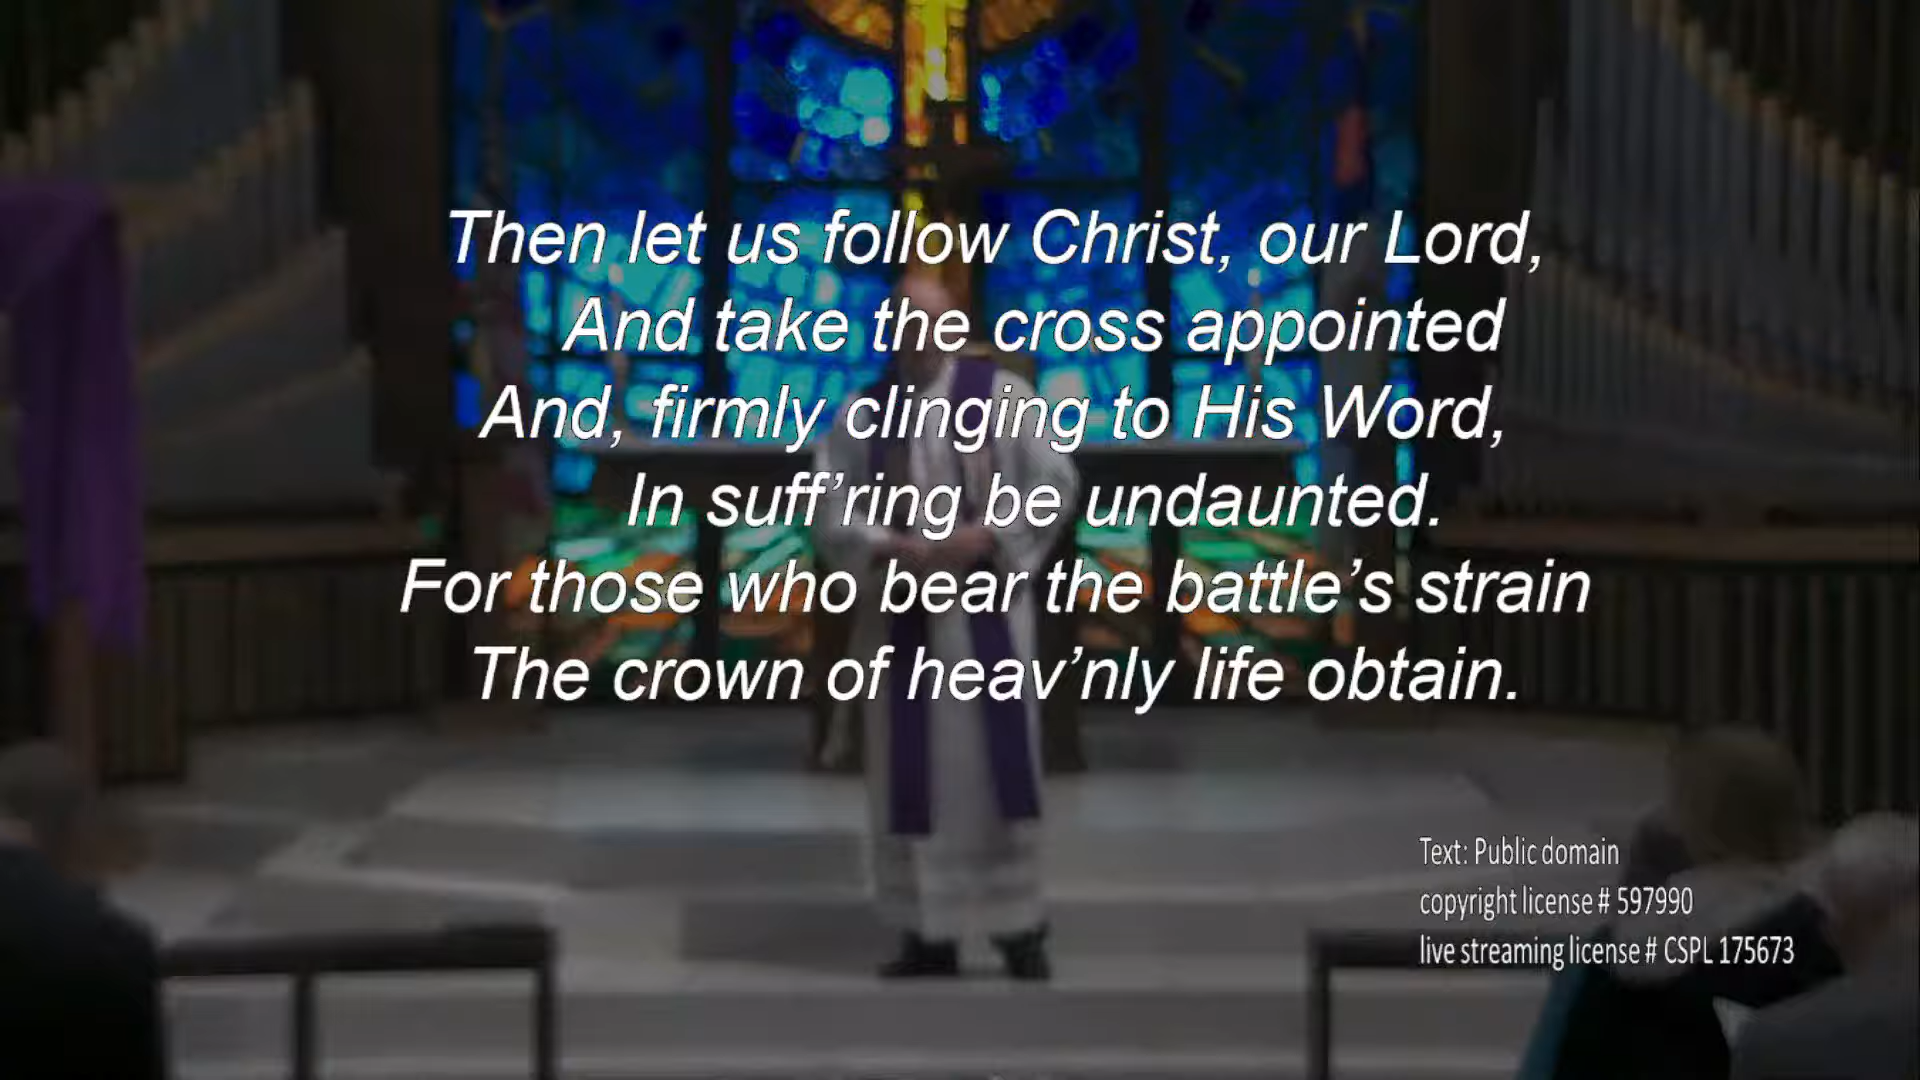 Then let us follow Christ, our Lord,
And take the cross appointed
And, firmly clinging to His Word,
In suff’ring be undaunted.
For those who bear the battle’s strain
The crown of heav’nly life obtain.
Text: Public domain
copyright license # 597990
live streaming license # CSPL 175673